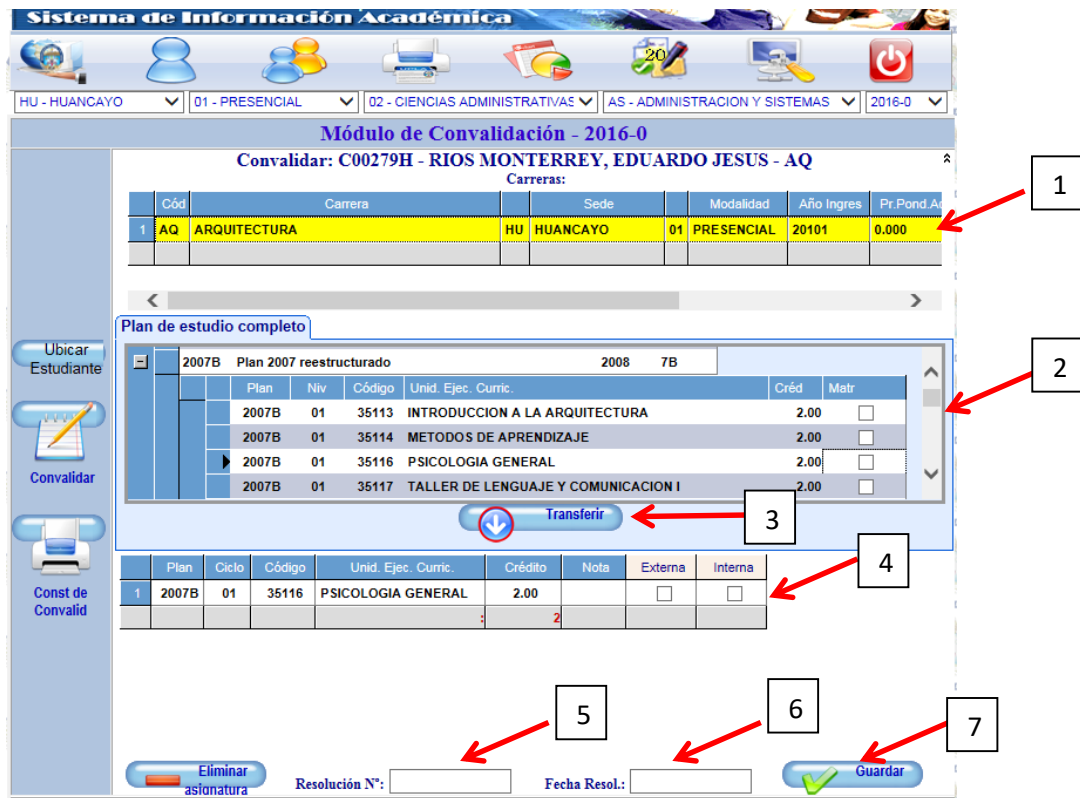 Sistema de Información Académica
20
HU - HUANCAYO 01 - PRESENCIAL 02 - CIENCIAS ADMINISTRATIVAS AS - ADMINISTRACION Y SISTEMAS 2016-0
Módulo de Convalidación - 2016-0
Convalidar: C00279H - RIOS MONTERREY, EDUARDO JESUS - AQ
Carreras:
1
Cód Carrera Sede Modalidad Año Ingres Pr.Pond.Ac
1 AQ ARQUITECTURA HU HUANCAYO 01 PRESENCIAL 20101 0.000
Plan de estudio completo
Ubicar
Estudiante
2007B Plan 2007 reestructurado 2008 7B
2
Plan Niv Código Unid. Ejec. Curric. Créd Matr
2007B 01 35113 INTRODUCCION A LA ARQUITECTURA 2.00
2007B 01 35114 METODOS DE APRENDIZAJE 2.00
2007B 01 35116 PSICOLOGIA GENERAL 2.00
2007B 01 35117 TALLER DE LENGUAJE Y COMUNICACION I 2.00
Convalidar
Transferir
3
4
Plan Ciclo Código Unid. Ejec. Curric. Crédito Nota Externa Interna
1 2007B 01 35116 PSICOLOGIA GENERAL 2.00
: 2
Const de
Convalid
5
6
7
Eliminar
asignatura
Resolución N°:
Fecha Resol.:
Guardar